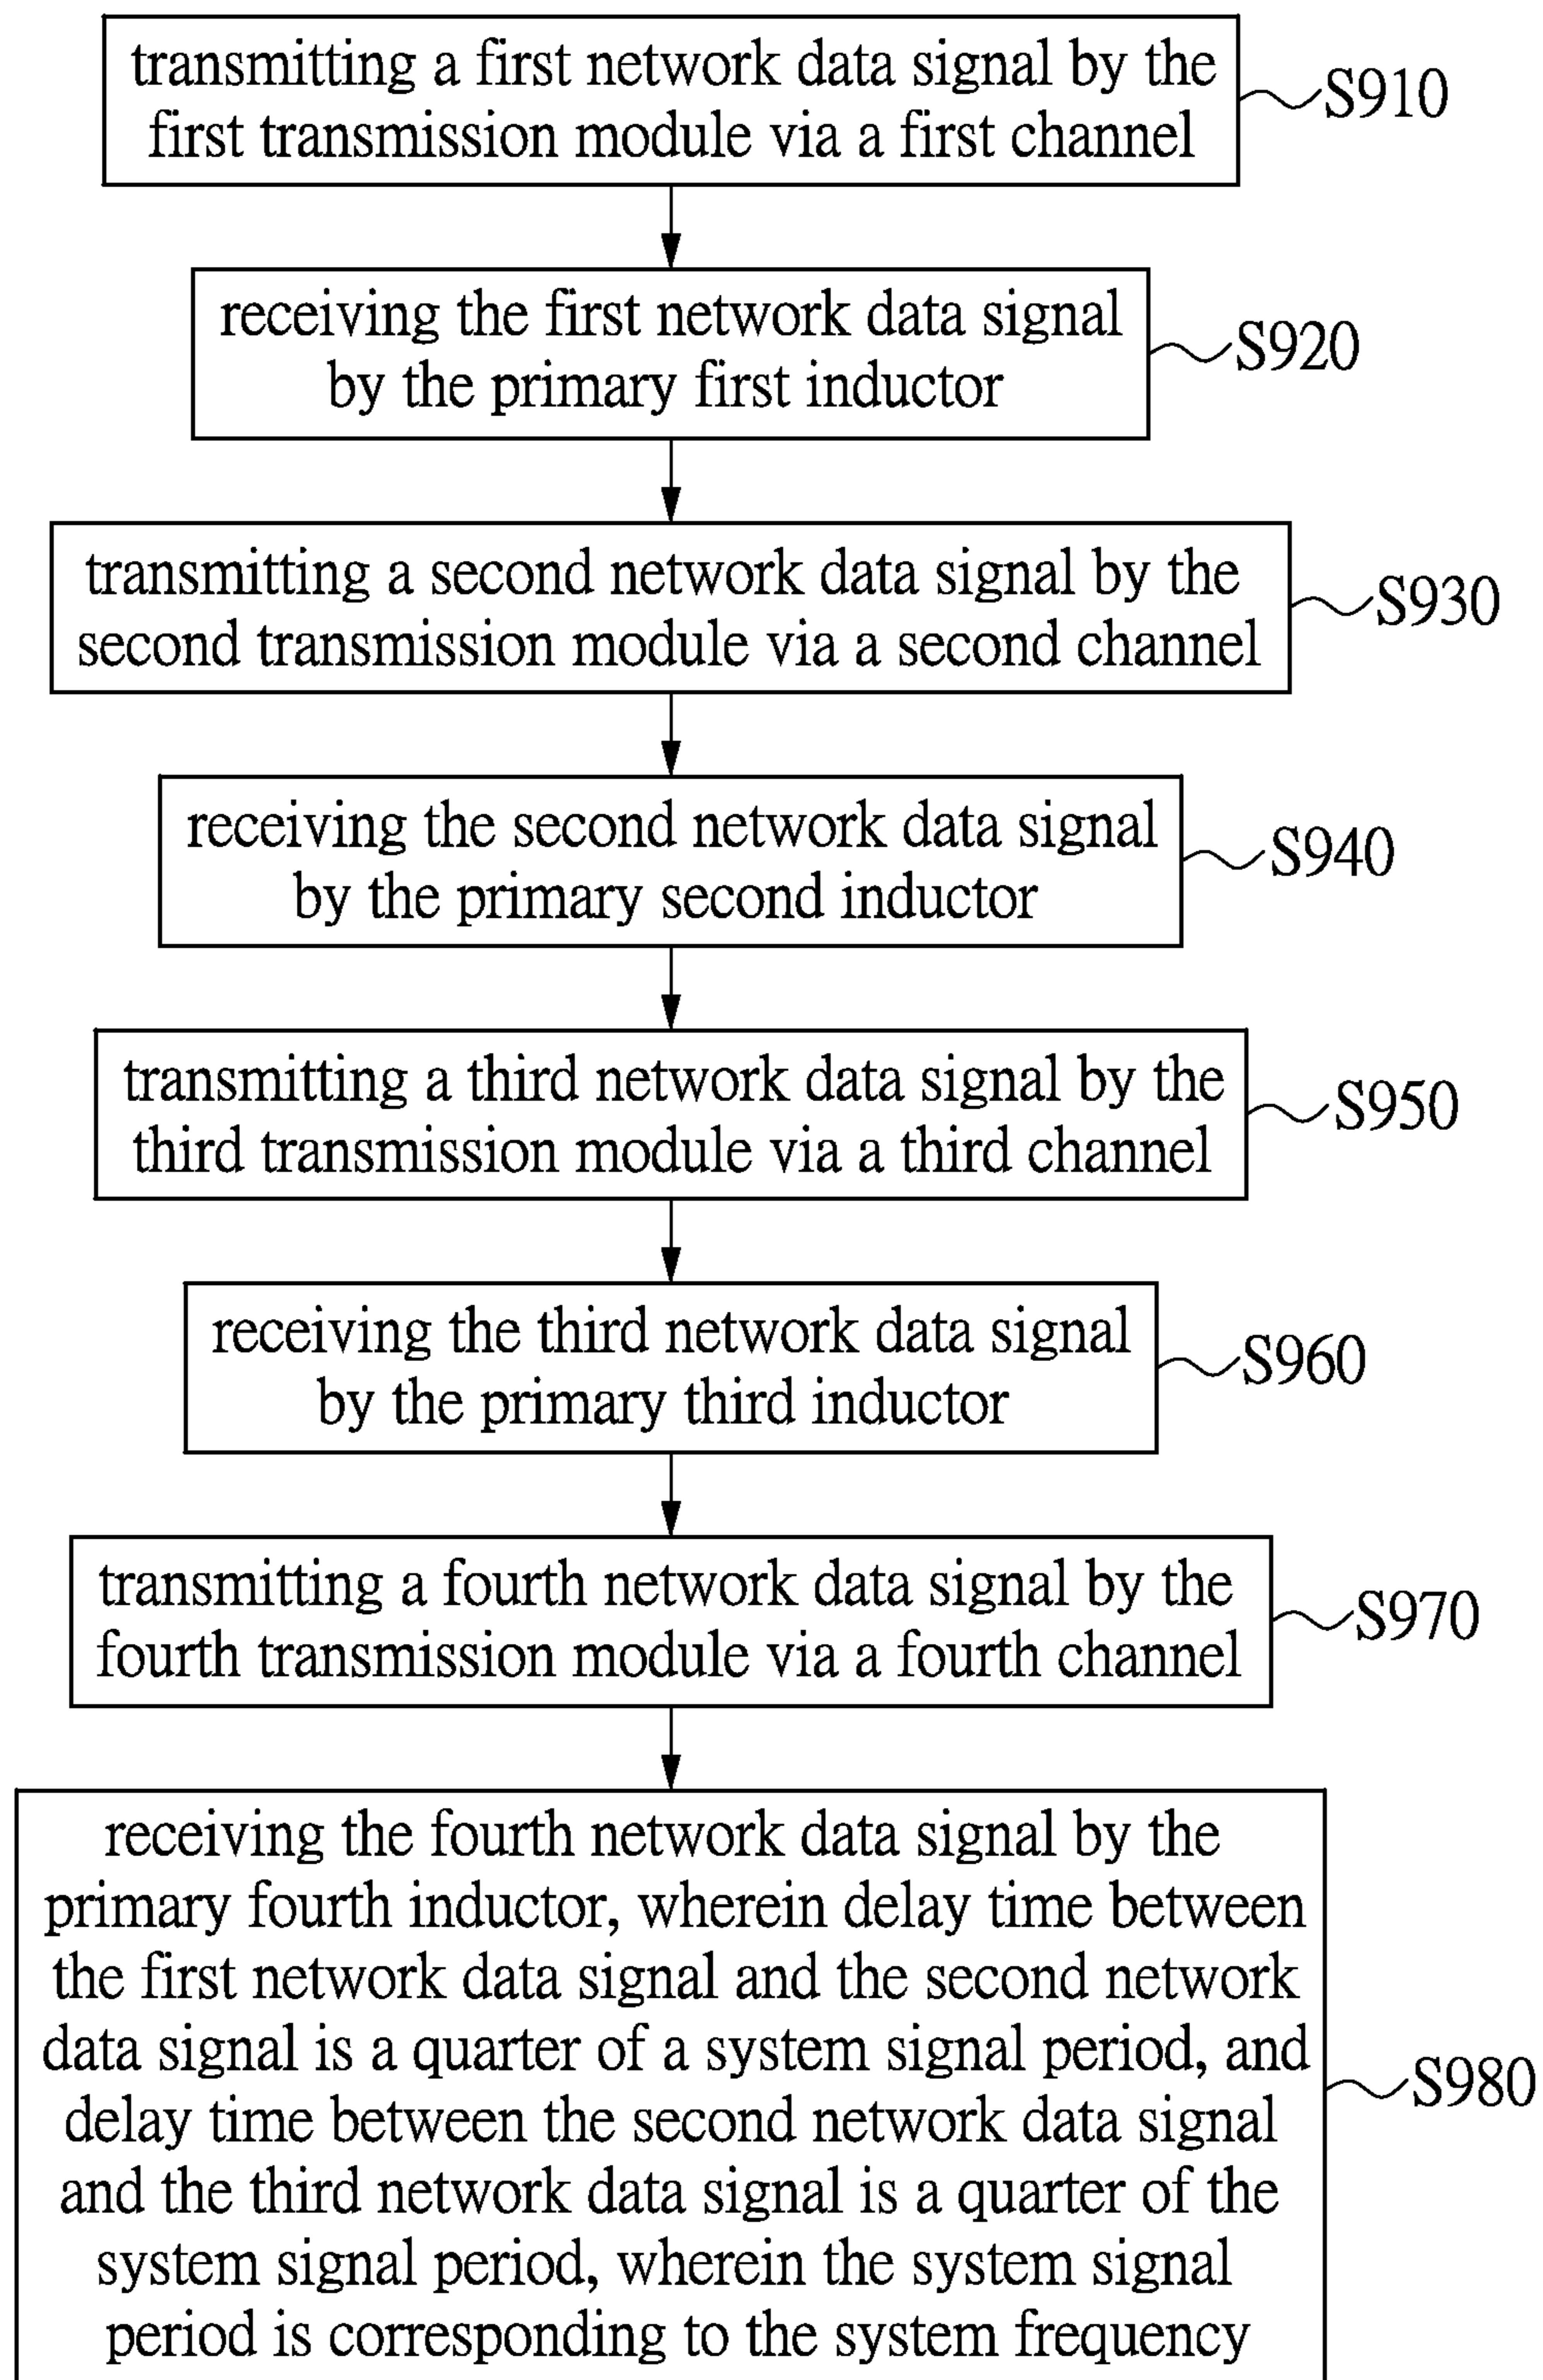 transmitting a first network data signal by the
first transmission module via a first channel
S910
receiving the first network data signal
by the primary first inductor
S920
transmitting a second network data signal by the
second transmission module via a second channel
S930
receiving the second network data signal
by the primary second inductor
S940
transmitting a third network data signal by the
third transmission module via a third channel
S950
receiving the third network data signal
by the primary third inductor
S960
transmitting a fourth network data signal by the
fourth transmission module via a fourth channel
S970
receiving the fourth network data signal by the
primary fourth inductor, wherein delay time between
the first network data signal and the second network
data signal is a quarter of a system signal period, and
delay time between the second network data signal
and the third network data signal is a quarter of the
system signal period, wherein the system signal
period is corresponding to the system frequency
S980